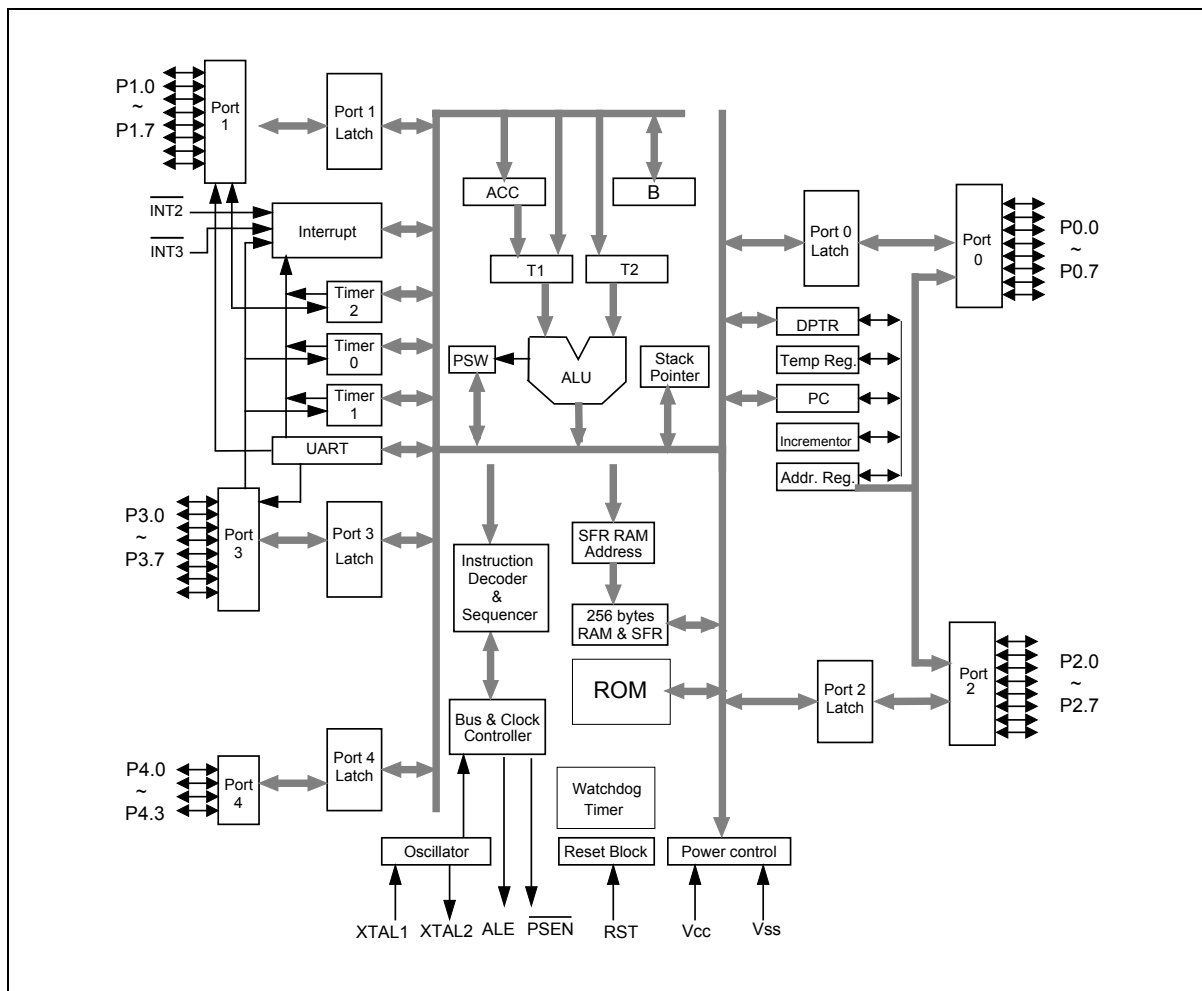 P1.0
~
P1.7
Port
1
Port 1
Latch
INT2
INT3
Interrupt
Timer
2
Timer
0
Timer
1
UART
P3.0
~
P3.7
Port
3
Port 3
Latch
P4.0
~
P4.3
Port
4
Port 4
Latch
ACC
B
T1
T2
PSW
ALU
Stack
Pointer
Instruction
Decoder
&
Sequencer
SFR RAM
Address
256 bytes
RAM & SFR
ROM
Bus & Clock
Controller
Watchdog
Timer
Oscillator
Reset Block
Power control
XTAL1
XTAL2
ALE
PSEN
RST
Vcc
Vss
Port 0
Latch
Port
0
P0.0
~
P0.7
DPTR
Temp Reg.
PC
Incrementor
Addr. Reg.
Port 2
Latch
Port
2
P2.0
~
P2.7